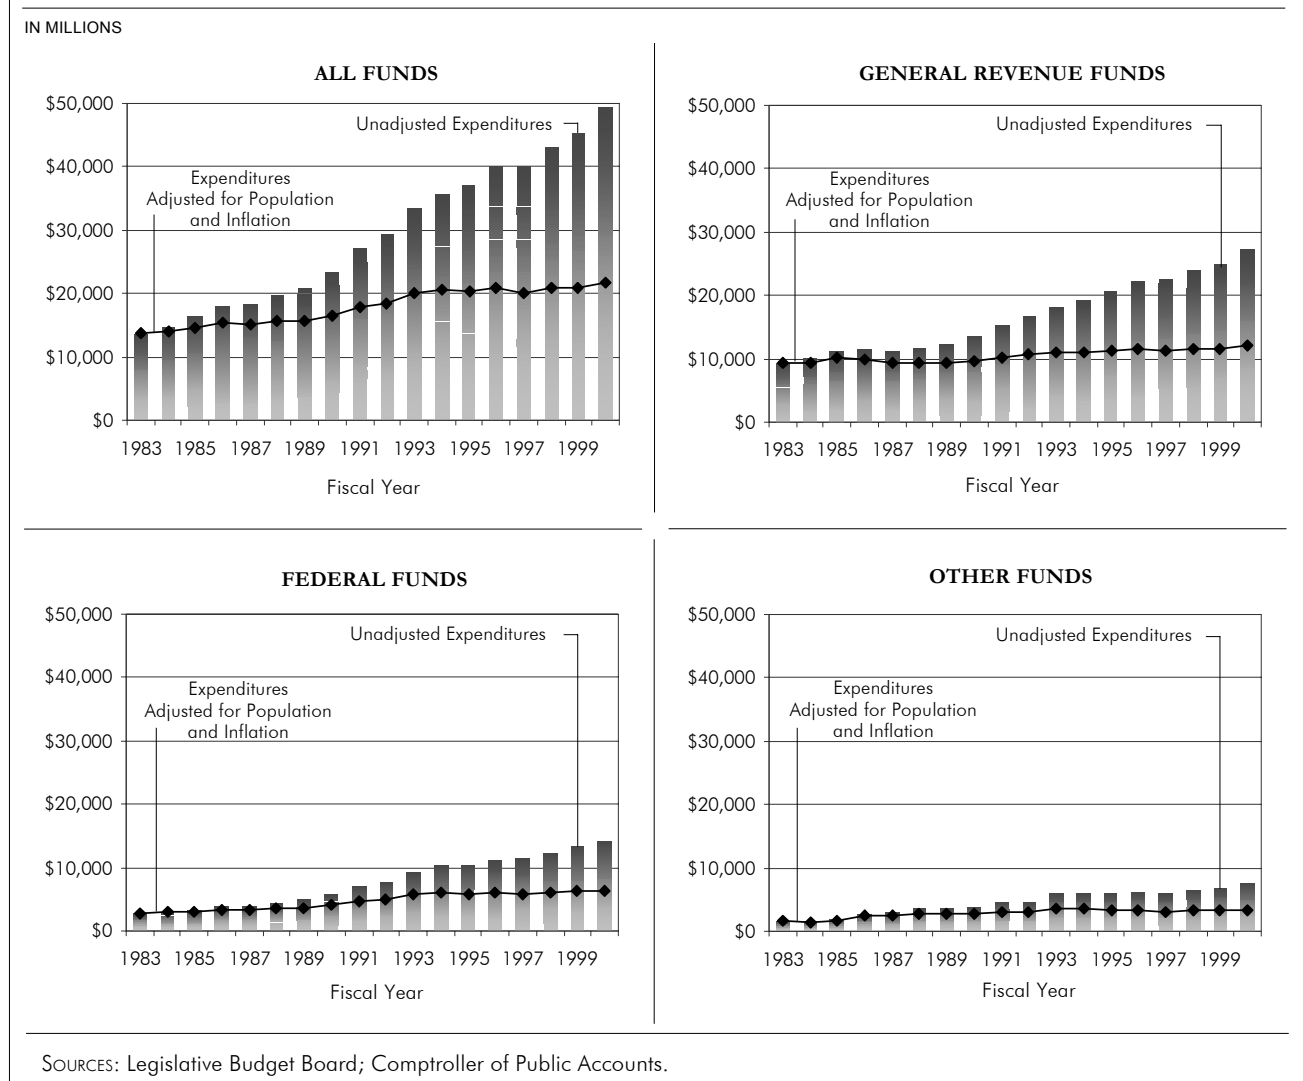 IN MILLIONS
ALL FUNDS
$50,000
$40,000
$30,000
$20,000
$10,000
$0
Unadjusted Expenditures
Expenditures
Adjusted for Population
and Inflation
1983 1985 1987 1989 1991 1993 1995 1997 1999
Fiscal Year
GENERAL REVENUE FUNDS
$50,000
$40,000
$30,000
$20,000
$10,000
$0
Unadjusted Expenditures
Expenditures
Adjusted for Population
and Inflation
1983 1985 1987 1989 1991 1993 1995 1997 1999
Fiscal Year
FEDERAL FUNDS
$50,000
$40,000
$30,000
$20,000
$10,000
$0
Unadjusted Expenditures
Expenditures
Adjusted for Population
and Inflation
1983 1985 1987 1989 1991 1993 1995 1997 1999
Fiscal Year
OTHER FUNDS
$50,000
$40,000
$30,000
$20,000
$10,000
$0
Unadjusted Expenditures
Expenditures
Adjusted for Population
and Inflation
1983 1985 1987 1989 1991 1993 1995 1997 1999
Fiscal Year
SOURCES: Legislative Budget Board; Comptroller of Public Accounts.